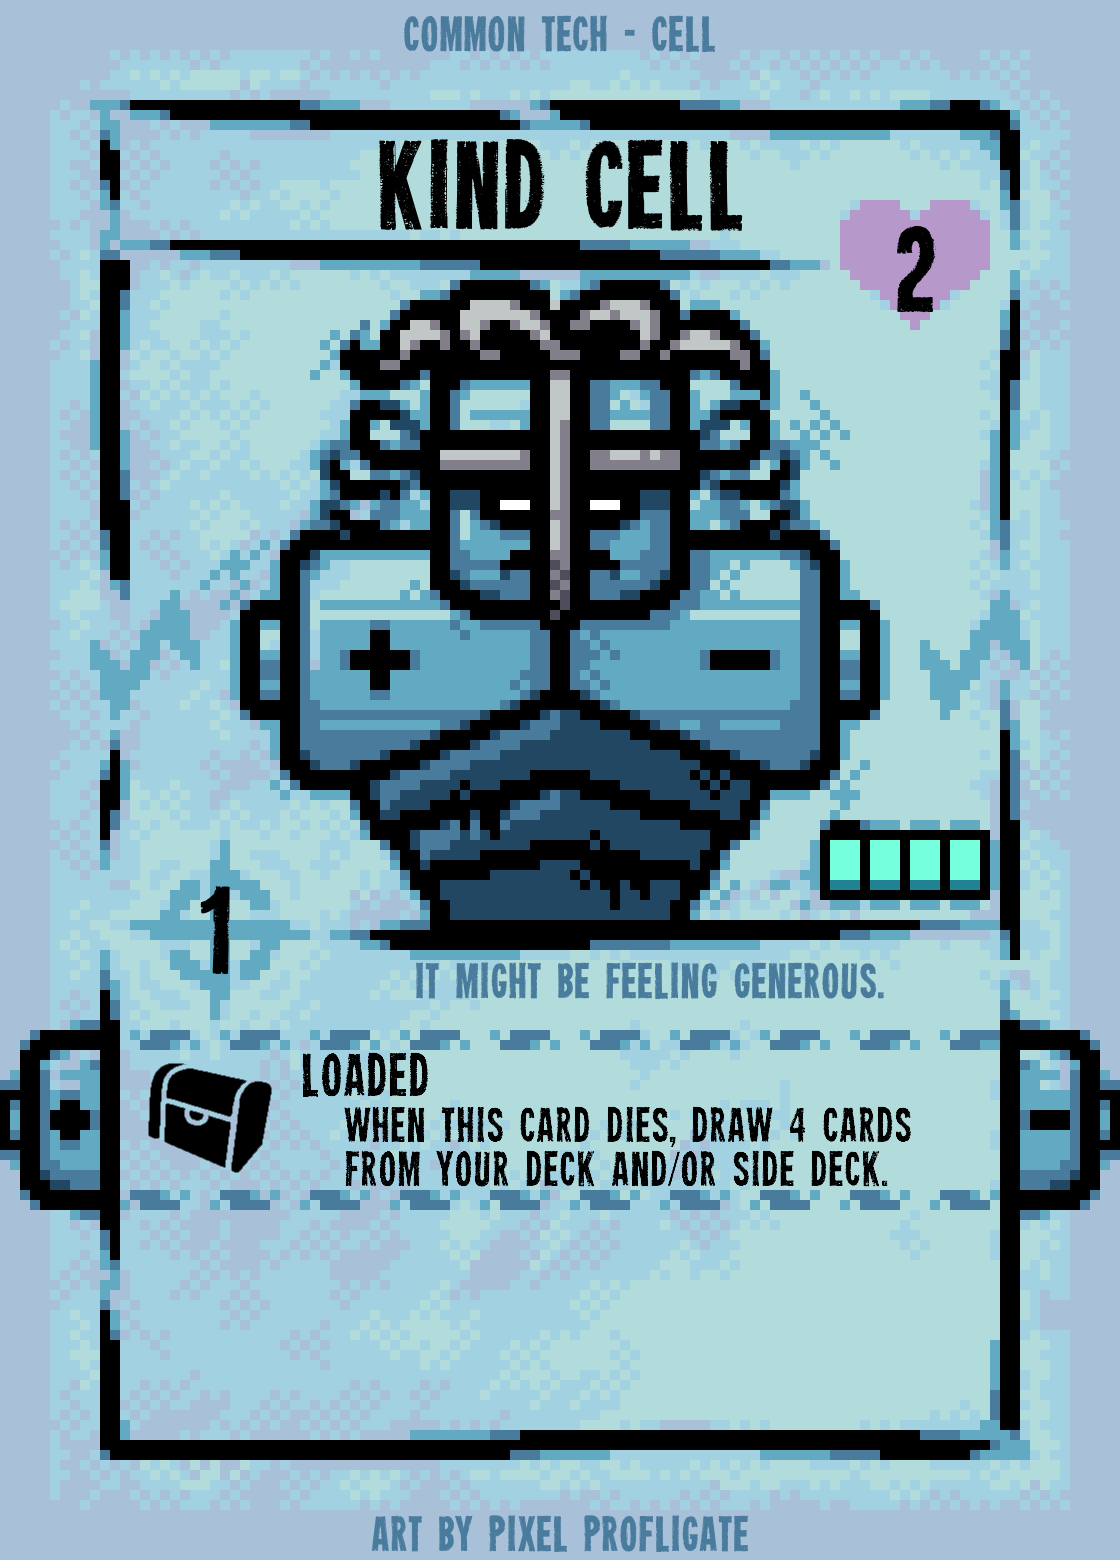 COMMON TECH - CELL
KIND CELL
2
+
-
1
IT MIGHT BE FEELING GENEROUS.
LOADED
WHEN THIS CARD DIES, DRAW 4 CARDS
FROM YOUR DECK AND/OR SIDE DECK.
+
-
ART BY PIXEL PROFLIGATE